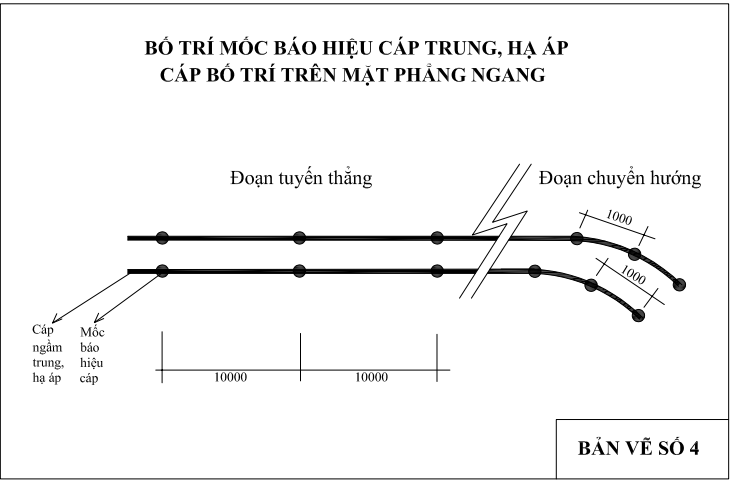 BỐ TRÍ MỐC BÁO HIỆU CÁP TRUNG, HẠ ÁP
CÁP BỐ TRÍ TRÊN MẶT PHẲNG NGANG
Đoạn tuyến thẳng
Đoạn chuyển hướng
1000
1000
Cáp
ngầm
trung,
hạ áp
Mốc
báo
hiệu
cáp
10000
10000
BẢN VẼ SỐ 4